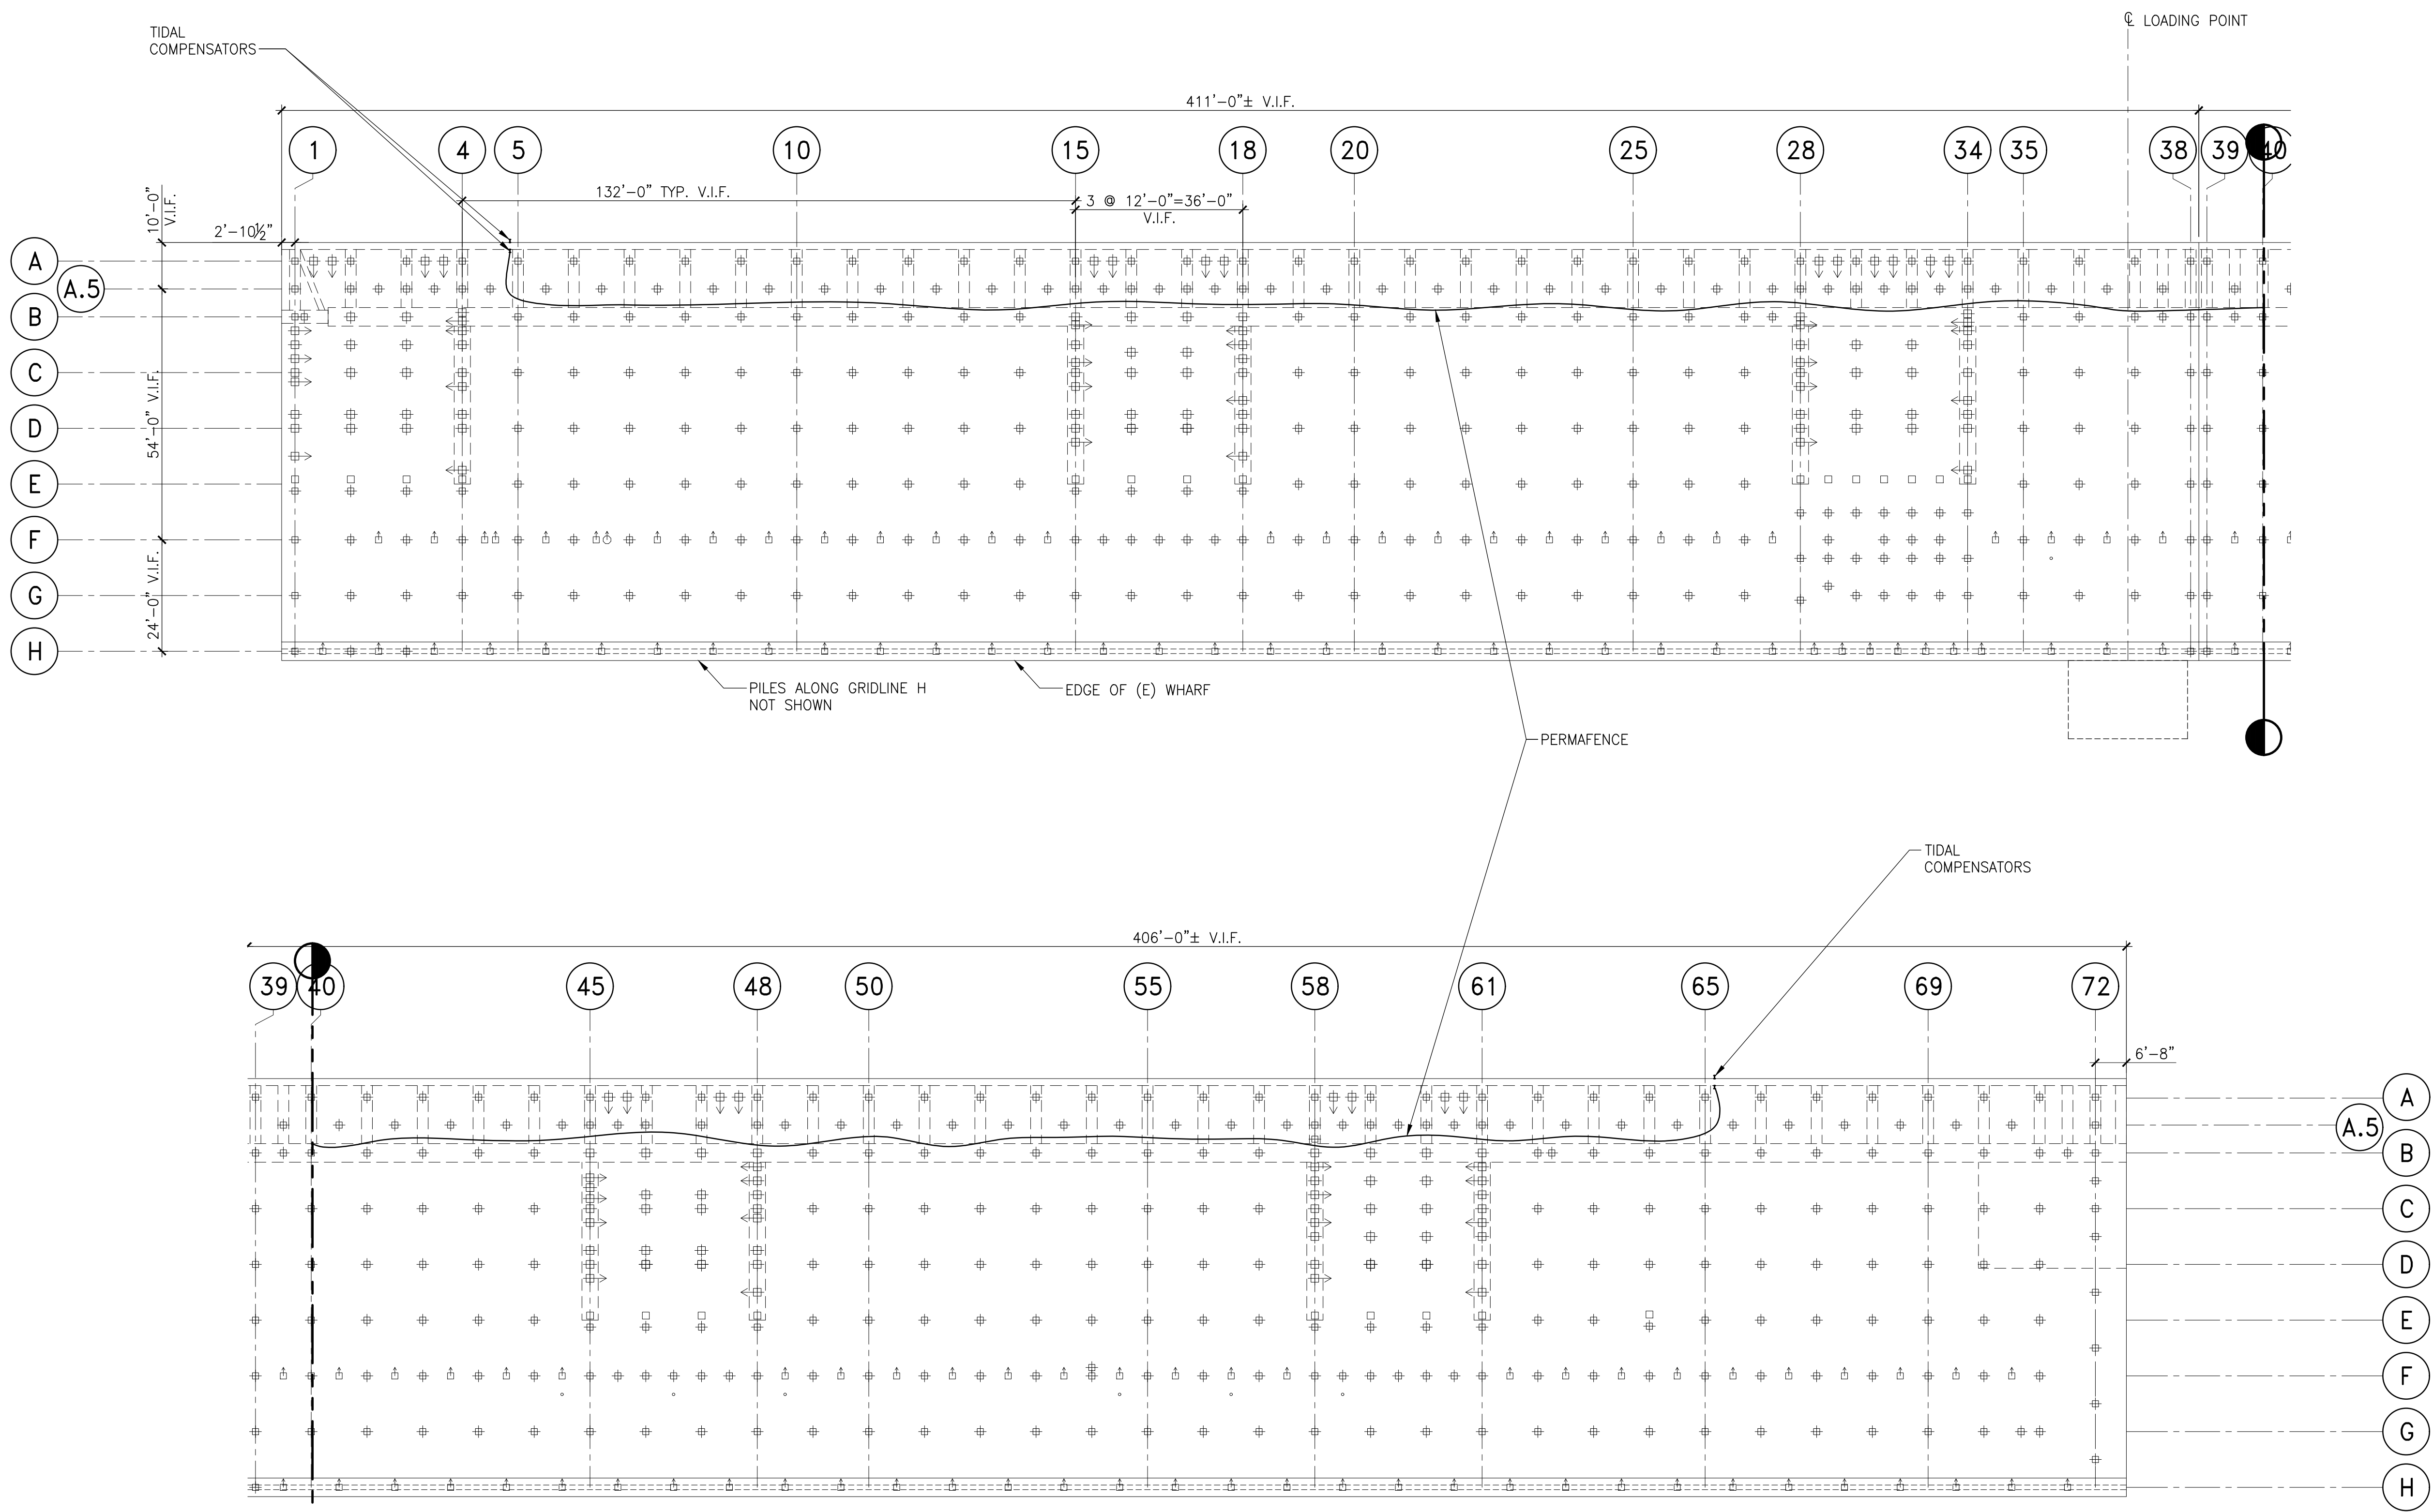 TIDAL
COMPENSATORS
℄ LOADING POINT
411'-0"± V.I.F.
1
4
5
10
15
18
20
25
28
34
35
38
39
40
132'-0" TYP. V.I.F.
3 @ 12'-0"=36'-0"
V.I.F.
10'-0"
V.I.F.
2'-10½"
54'-0" V.I.F.
24'-0" V.I.F.
A
A.5
B
C
D
E
F
G
H
PILES ALONG GRIDLINE H
NOT SHOWN
EDGE OF (E) WHARF
PERMAFENCE
TIDAL
COMPENSATORS
406'-0"± V.I.F.
39
40
45
48
50
55
58
61
65
69
72
6'-8"
A
A.5
B
C
D
E
F
G
H